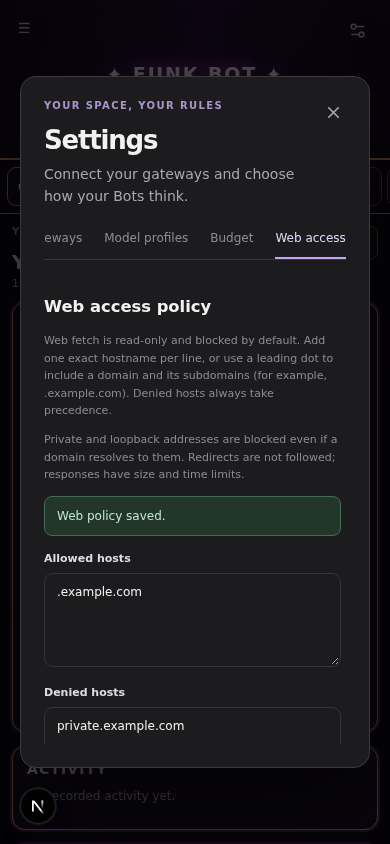 ☰
✦ FUNK BOT ✦
YOUR SPACE, YOUR RULES
×
Settings
Connect your gateways and choose
how your Bots think.
eways Model profiles Budget Web access
Web access policy
Web fetch is read-only and blocked by default. Add
one exact hostname per line, or use a leading dot to
include a domain and its subdomains (for example,
.example.com). Denied hosts always take
precedence.
Private and loopback addresses are blocked even if a
domain resolves to them. Redirects are not followed;
responses have size and time limits.
Web policy saved.
Allowed hosts
.example.com
Denied hosts
private.example.com
ACTIVITY
ecorded activity yet.
N